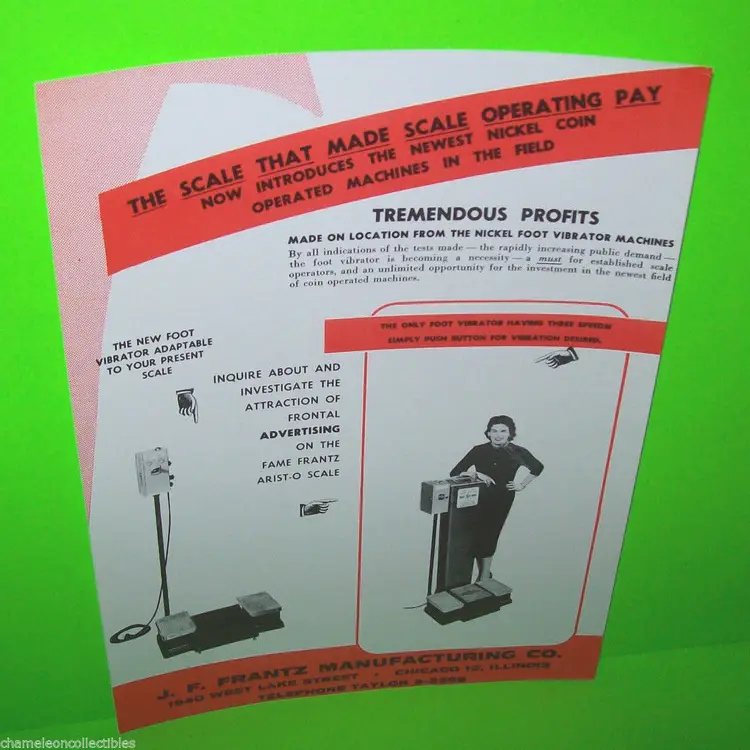 THE SCALE THAT MADE SCALE OPERATING PAY
NOW INTRODUCES THE NEWEST NICKEL COIN
OPERATED MACHINES IN THE FIELD
TREMENDOUS PROFITS
MADE ON LOCATION FROM THE NICKEL FOOT VIBRATOR MACHINES
By all indications of the tests made — the rapidly increasing public demand —
the foot vibrator is becoming a necessity — a must for established scale
operators, and an unlimited opportunity for the investment in the newest field
of coin operated machines.
THE ONLY FOOT VIBRATOR HAVING THREE SPEEDS
SIMPLY PUSH BUTTON FOR VIBRATION DESIRED.
THE NEW FOOT
VIBRATOR ADAPTABLE
TO YOUR PRESENT
SCALE
INQUIRE ABOUT AND
INVESTIGATE THE
ATTRACTION OF
FRONTAL
ADVERTISING
ON THE
FAME FRANTZ
ARIST-O SCALE
J. F. FRANTZ MANUFACTURING CO.
1940 WEST LAKE STREET • CHICAGO 12, ILLINOIS
TELEPHONE TAYLOR
chameleoncollectibles